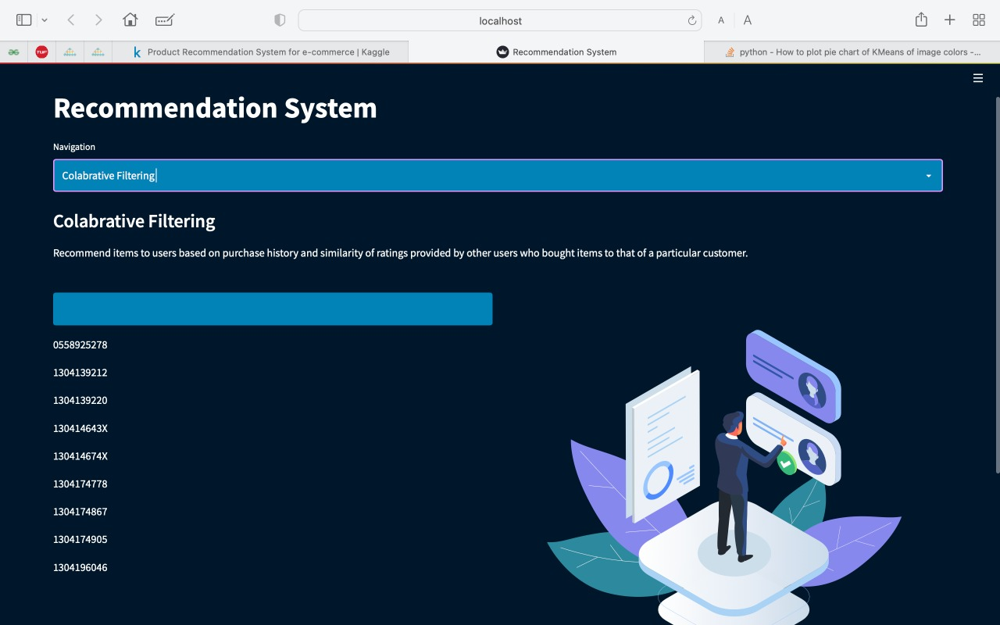 localhost
A A
TUF
k Product Recommendation System for e-commerce | Kaggle
Recommendation System
python - How to plot pie chart of KMeans of image colors -...
Recommendation System
Navigation
Colabrative Filtering
Colabrative Filtering
Recommend items to users based on purchase history and similarity of ratings provided by other users who bought items to that of a particular customer.
0558925278
1304139212
1304139220
130414643X
130414674X
1304174778
1304174867
1304174905
1304196046